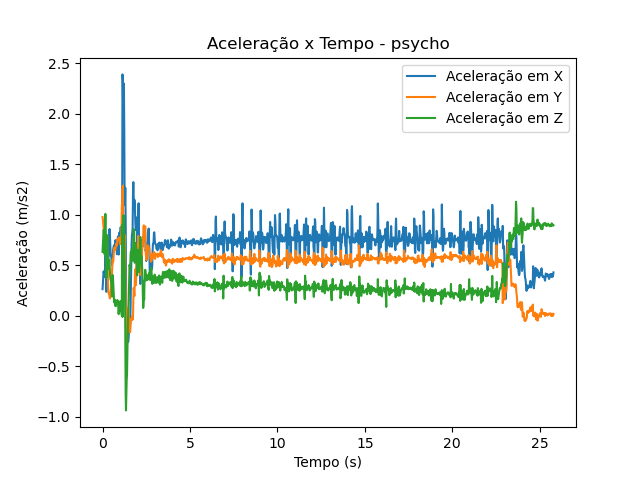 Aceleração x Tempo - psycho
Aceleração em X
Aceleração em Y
Aceleração em Z
Aceleração (m/s2)
2.5
2.0
1.5
1.0
0.5
0.0
−0.5
−1.0
0 5 10 15 20 25
Tempo (s)